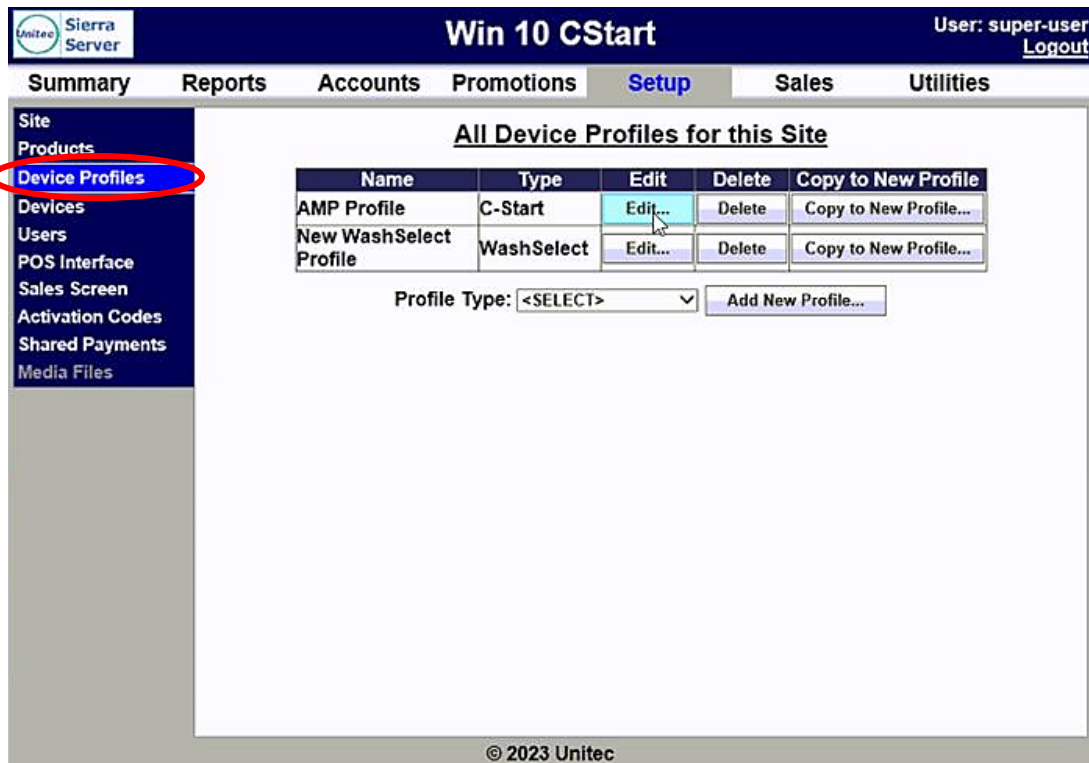 Unitec
Sierra
Server
Win 10 CStart
User: super-user
Logout
Summary Reports Accounts Promotions Setup Sales Utilities
Site
Products
Device Profiles
Devices
Users
POS Interface
Sales Screen
Activation Codes
Shared Payments
Media Files
All Device Profiles for this Site
Name Type Edit Delete Copy to New Profile
AMP Profile C-Start Edit... Delete Copy to New Profile...
New WashSelect
Profile WashSelect Edit... Delete Copy to New Profile...
Profile Type: <SELECT> Add New Profile...
© 2023 Unitec